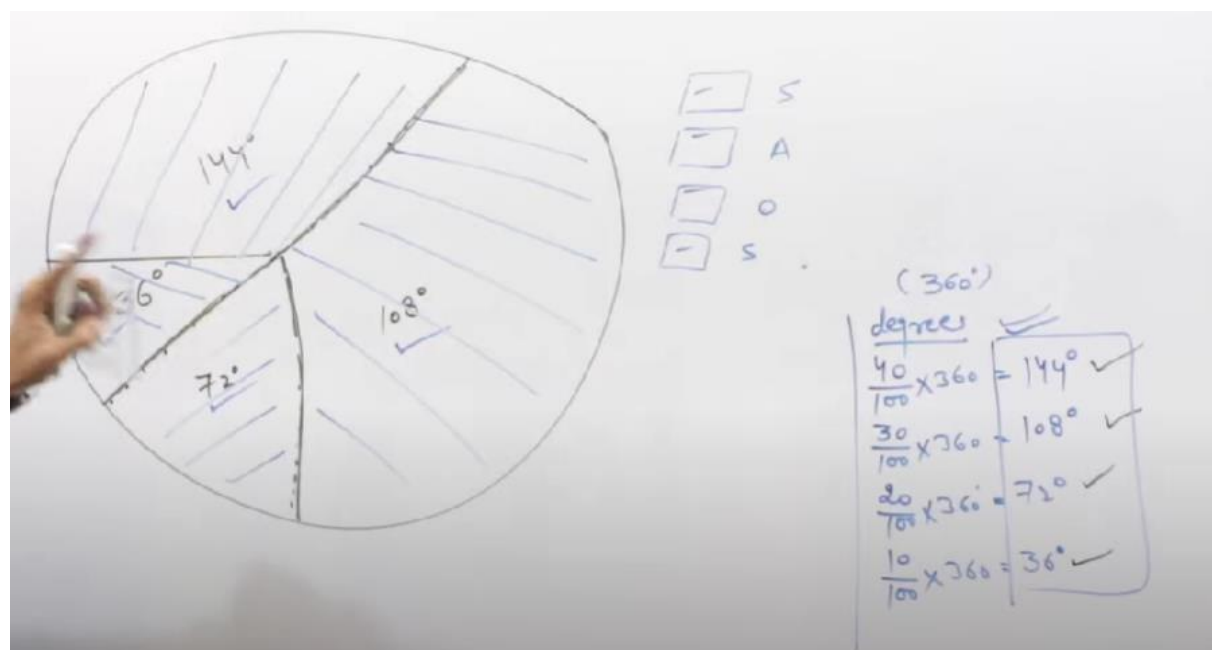 144°
6°
108°
72°
S
A
O
S
(360°)
degrees
40/100 × 360 = 144°
30/100 × 360 = 108°
20/100 × 360° = 72°
10/100 × 360 = 36°